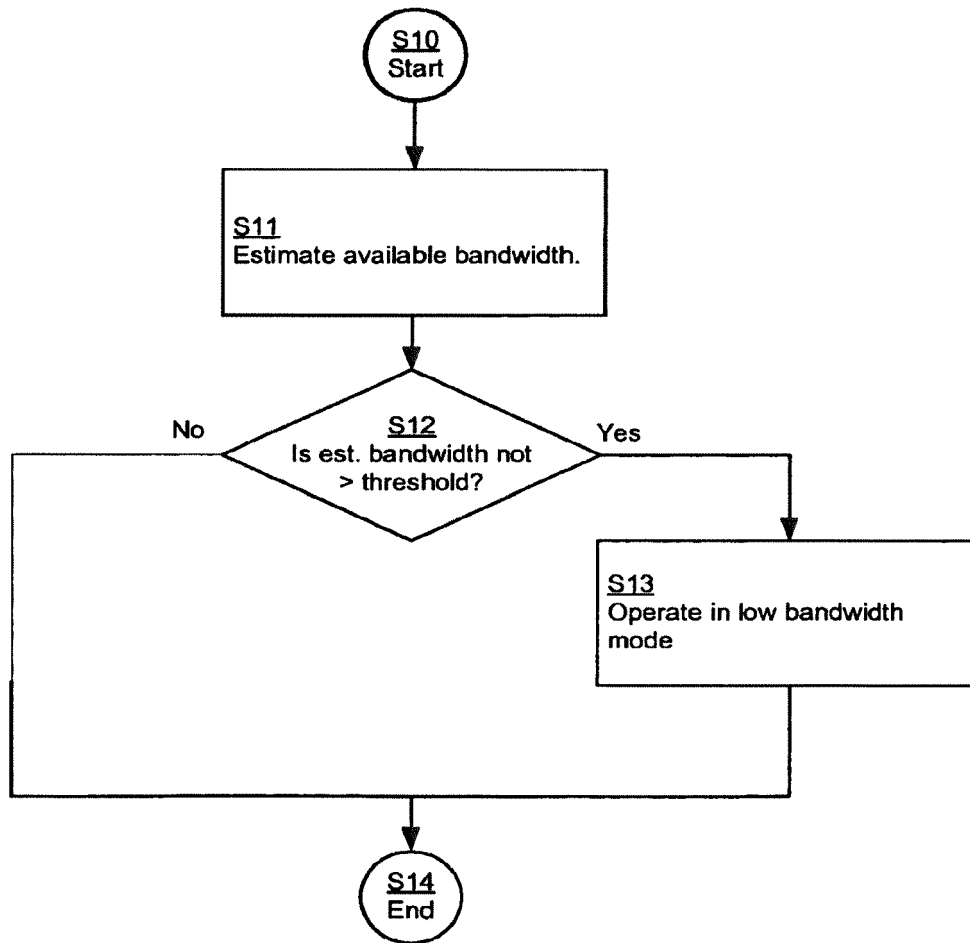 S10
Start
S11
Estimate available bandwidth.
No
S12
Yes
Is est. bandwidth not
> threshold?
S13
Operate in low bandwidth
mode
S14
End